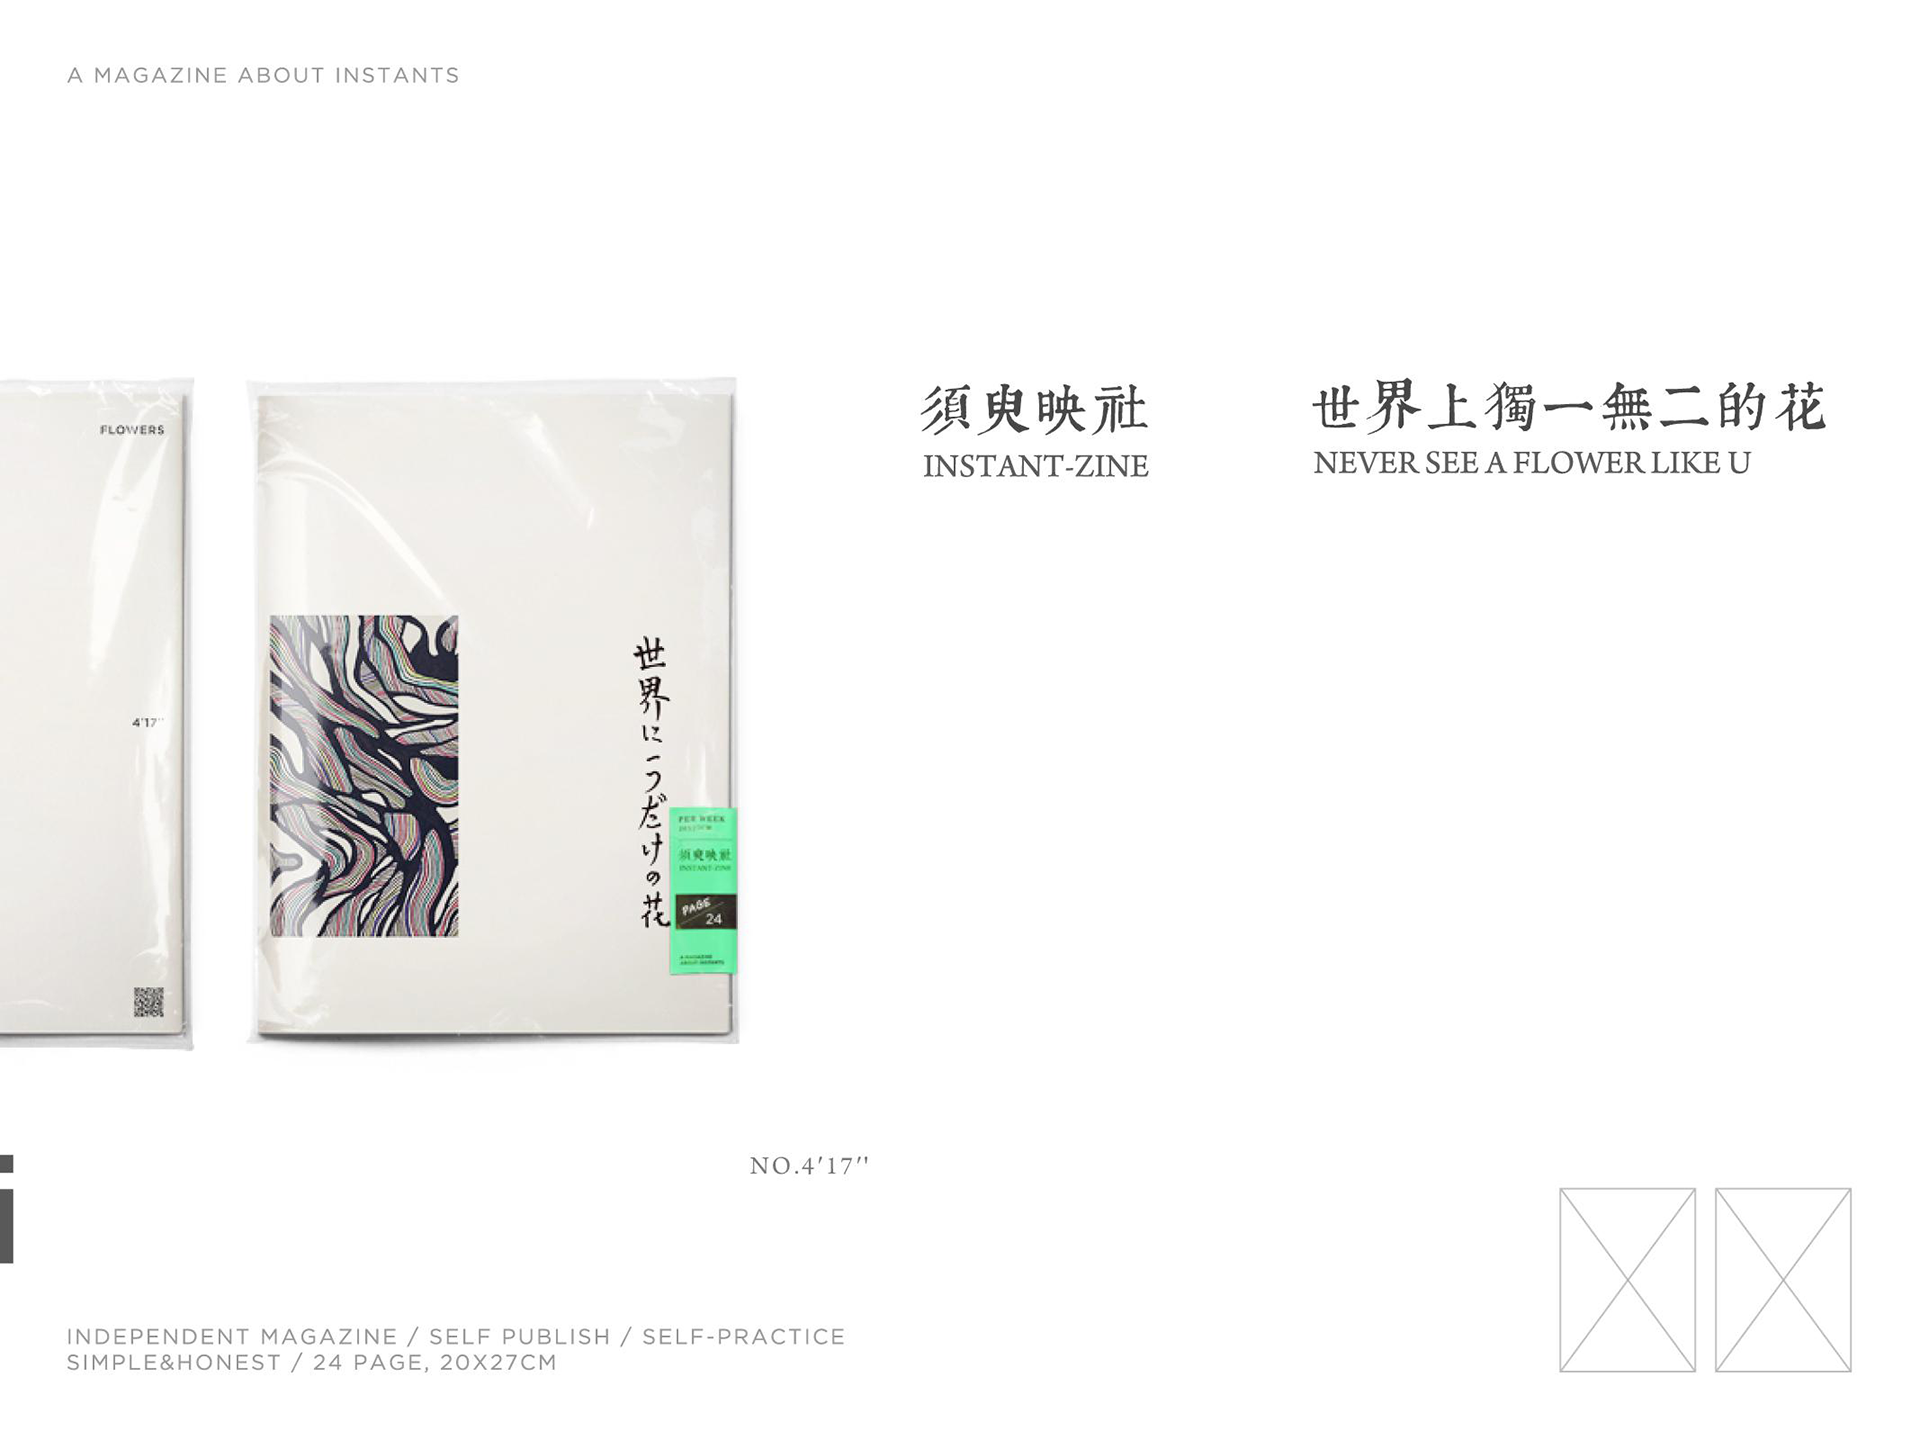 A MAGAZINE ABOUT INSTANTS
須臾映社
INSTANT-ZINE
世界上獨一無二的花
NEVER SEE A FLOWER LIKE U
FLOWERS
4'17''
世界に一つだけの花
PER WEEK
須臾映社
INSTANT-ZINE
PAGE
24
A MAGAZINE
ABOUT INSTANTS
NO.4'17''
INDEPENDENT MAGAZINE / SELF PUBLISH / SELF-PRACTICE
SIMPLE&HONEST / 24 PAGE, 20X27CM